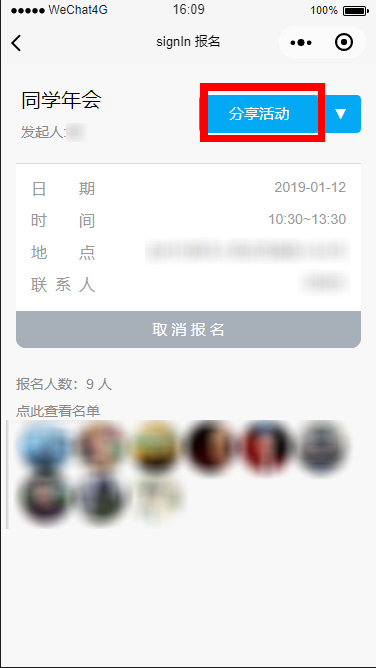 WeChat4G 16:09 100%
signIn 报名
同学年会
分享活动
发起人:
日期 2019-01-12
时间 10:30~13:30
地点
联系人
取消报名
报名人数：9 人
点此查看名单